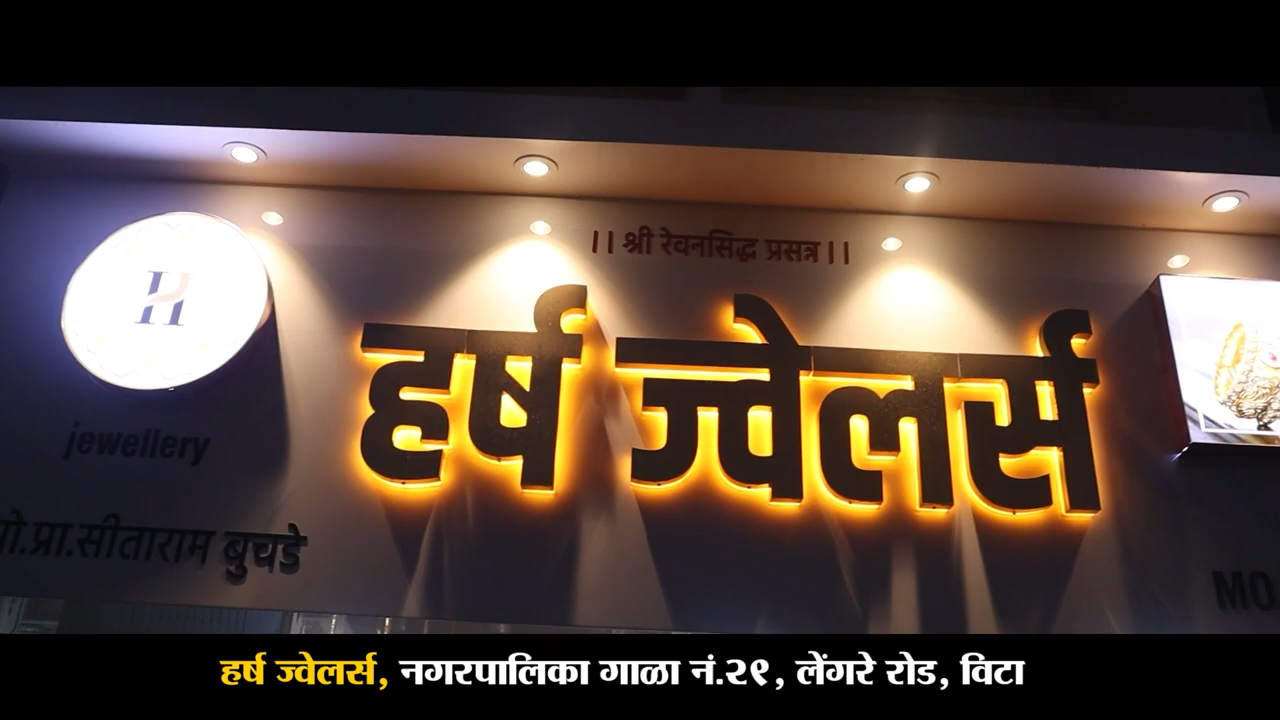 || श्री रेवनसिद्ध प्रसन्न ||
H
हर्ष ज्वेलर्स
jewellery
प्रो.प्रा.सीताराम बुचडे
हर्ष ज्वेलर्स, नगरपालिका गाळा नं.२९, लेंगरे रोड, विटा